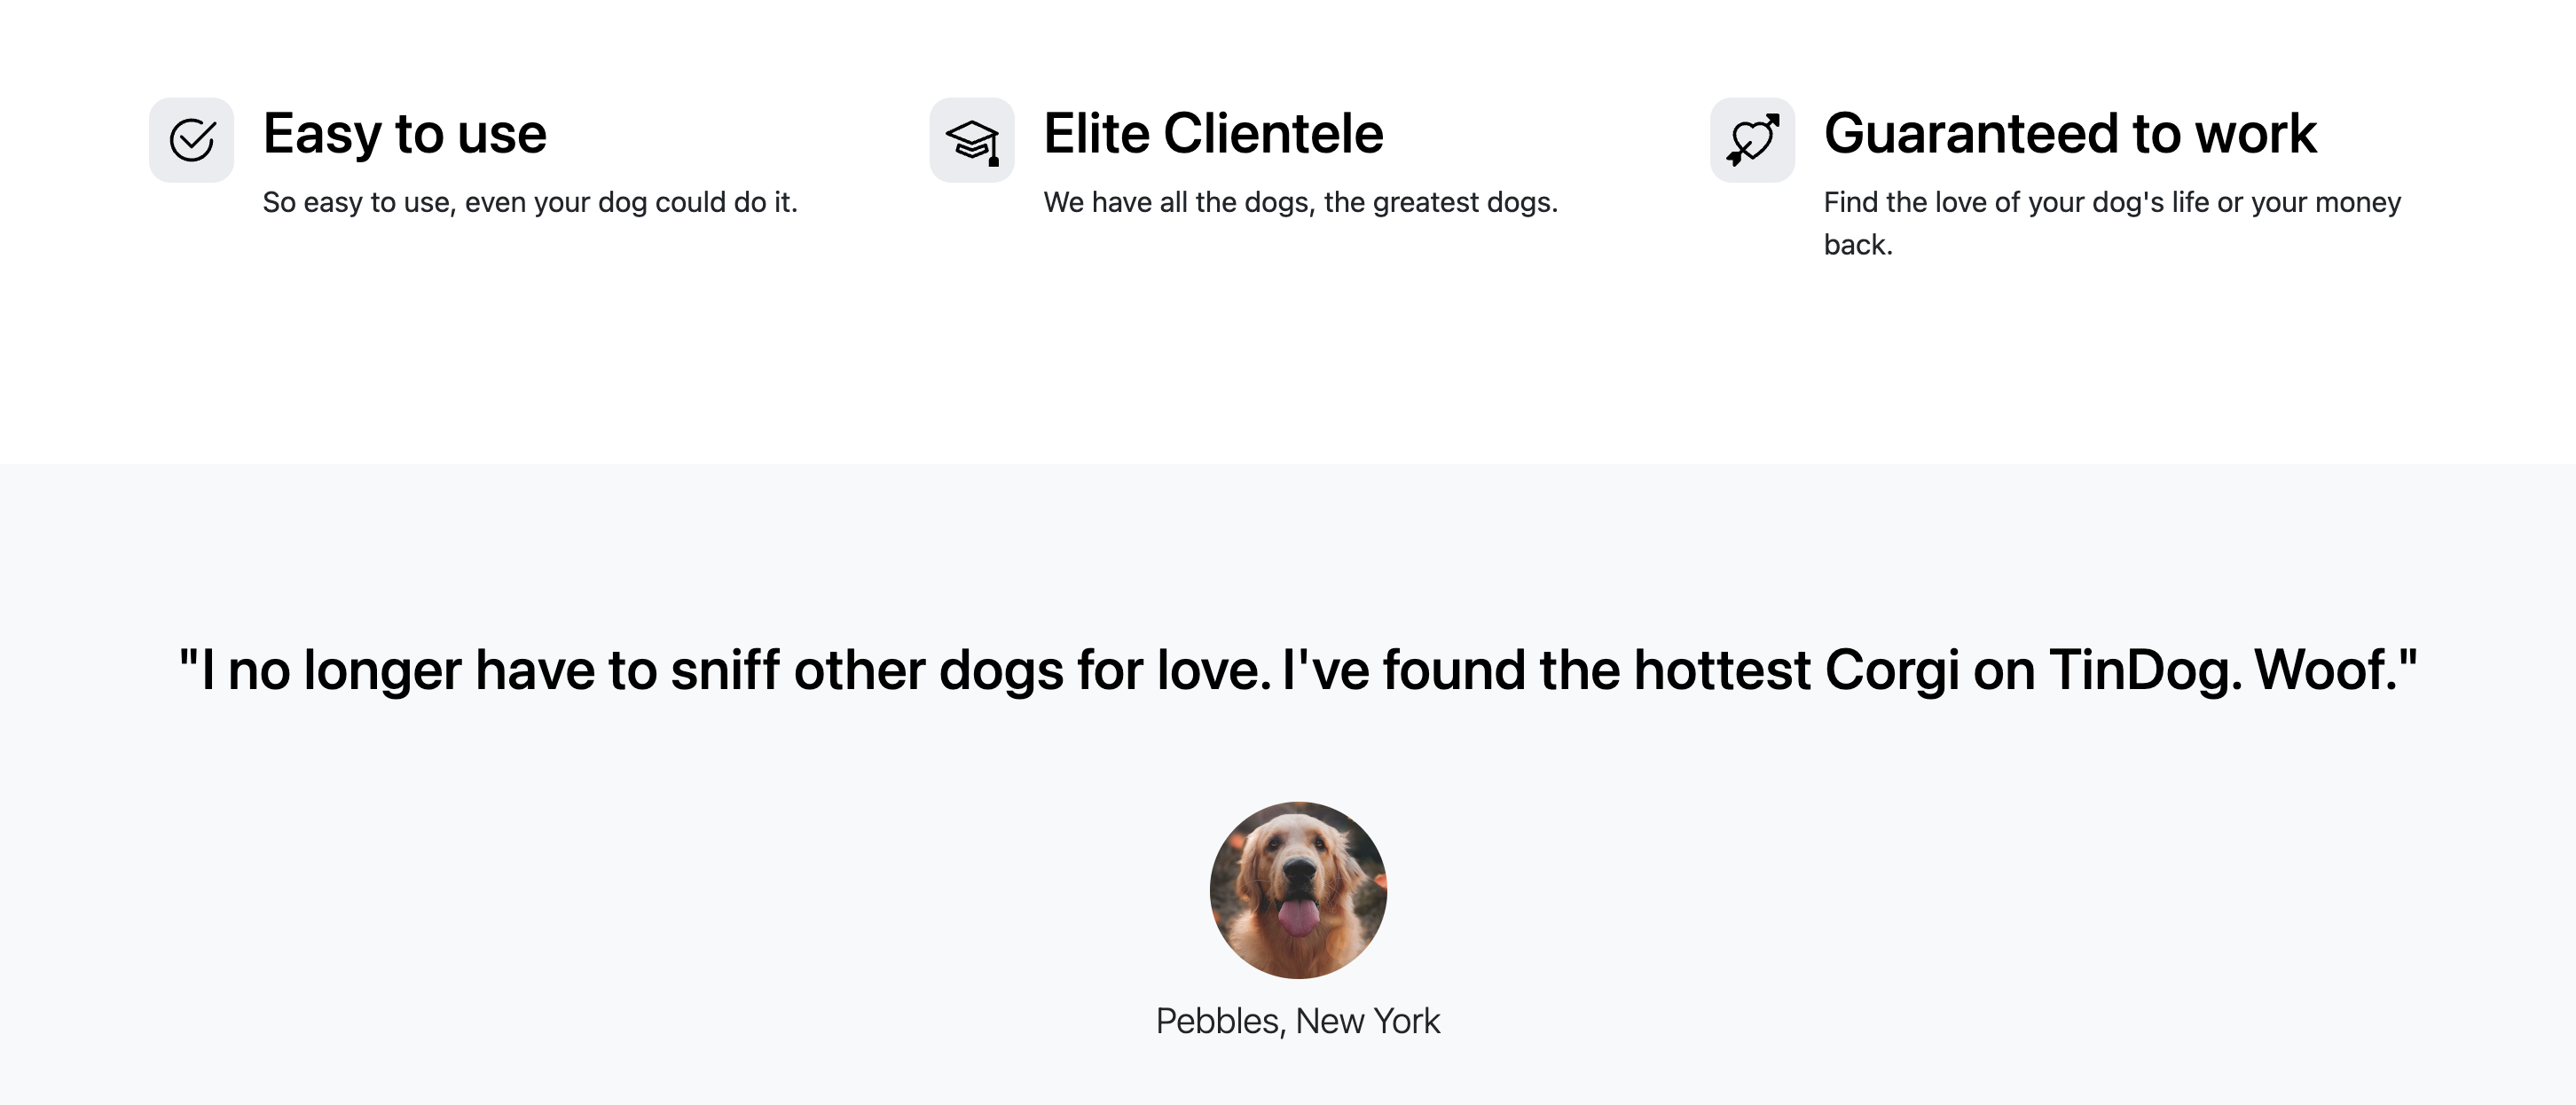 Easy to use
So easy to use, even your dog could do it.
Elite Clientele
We have all the dogs, the greatest dogs.
Guaranteed to work
Find the love of your dog's life or your money
back.
"I no longer have to sniff other dogs for love. I've found the hottest Corgi on TinDog. Woof."
Pebbles, New York